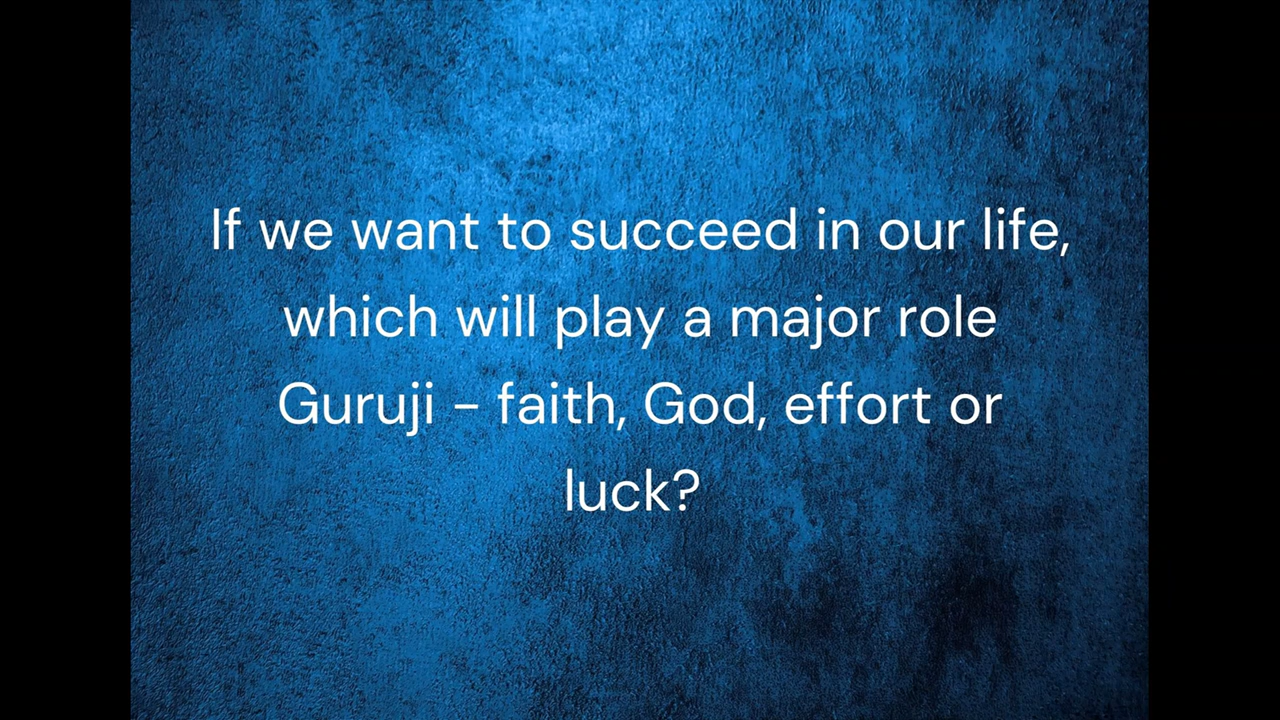 If we want to succeed in our life,
which will play a major role
Guruji - faith, God, effort or
luck?